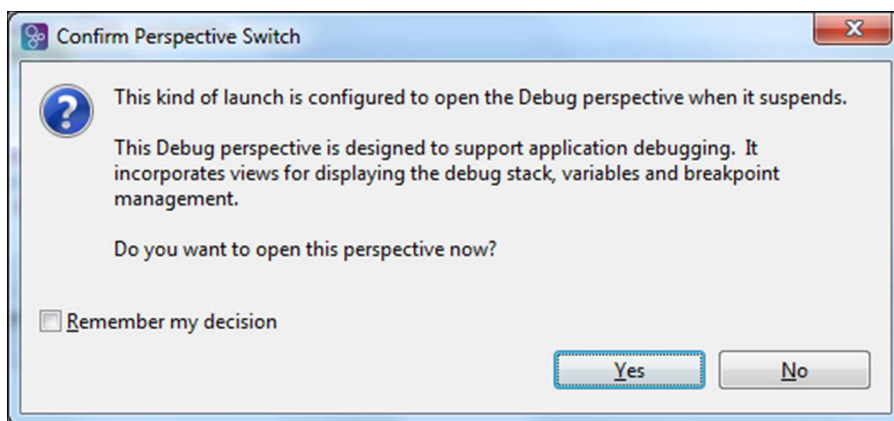 Confirm Perspective Switch
This kind of launch is configured to open the Debug perspective when it suspends.
This Debug perspective is designed to support application debugging. It
incorporates views for displaying the debug stack, variables and breakpoint
management.
Do you want to open this perspective now?
Remember my decision
Yes
No